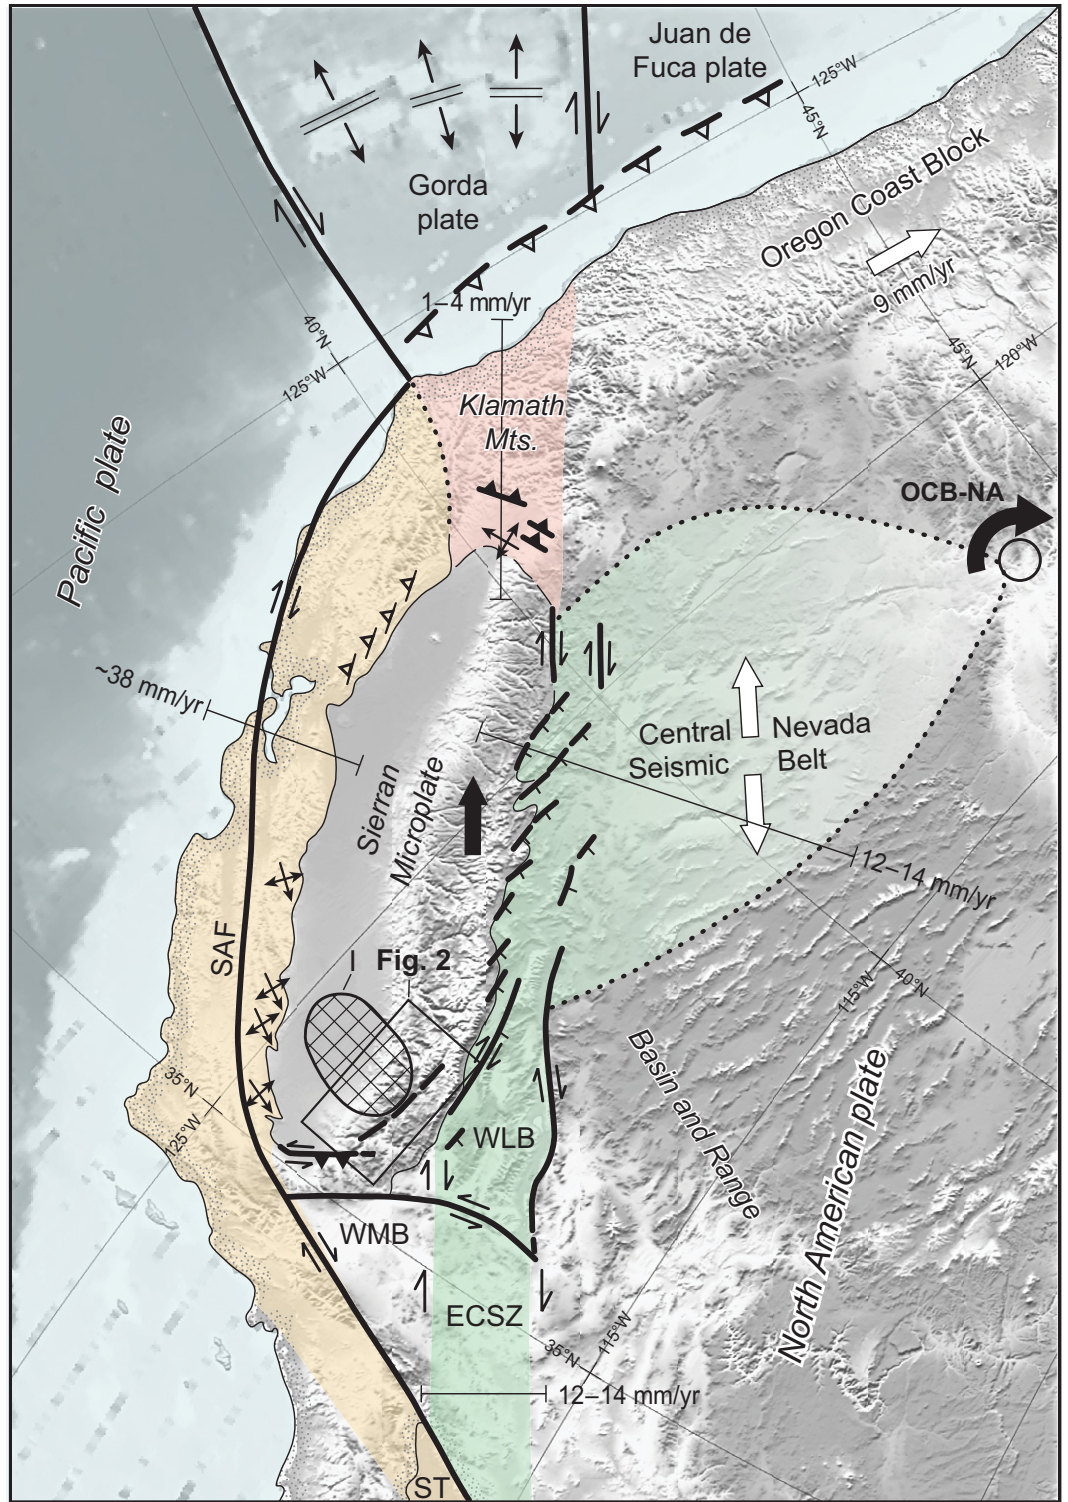 Juan de
Fuca plate
125°W
45°N
Gorda
plate
Oregon Coast Block
9 mm/yr
1–4 mm/yr
40°N
125°W
45°N
120°W
Klamath
Mts.
Pacific plate
OCB-NA
~38 mm/yr
Central Nevada
Seismic Belt
Sierran
Microplate
12–14 mm/yr
SAF
I
Fig. 2
40°N
115°W
Basin and Range
North American plate
35°N
125°W
WLB
WMB
ECSZ
35°N
115°W
12–14 mm/yr
ST